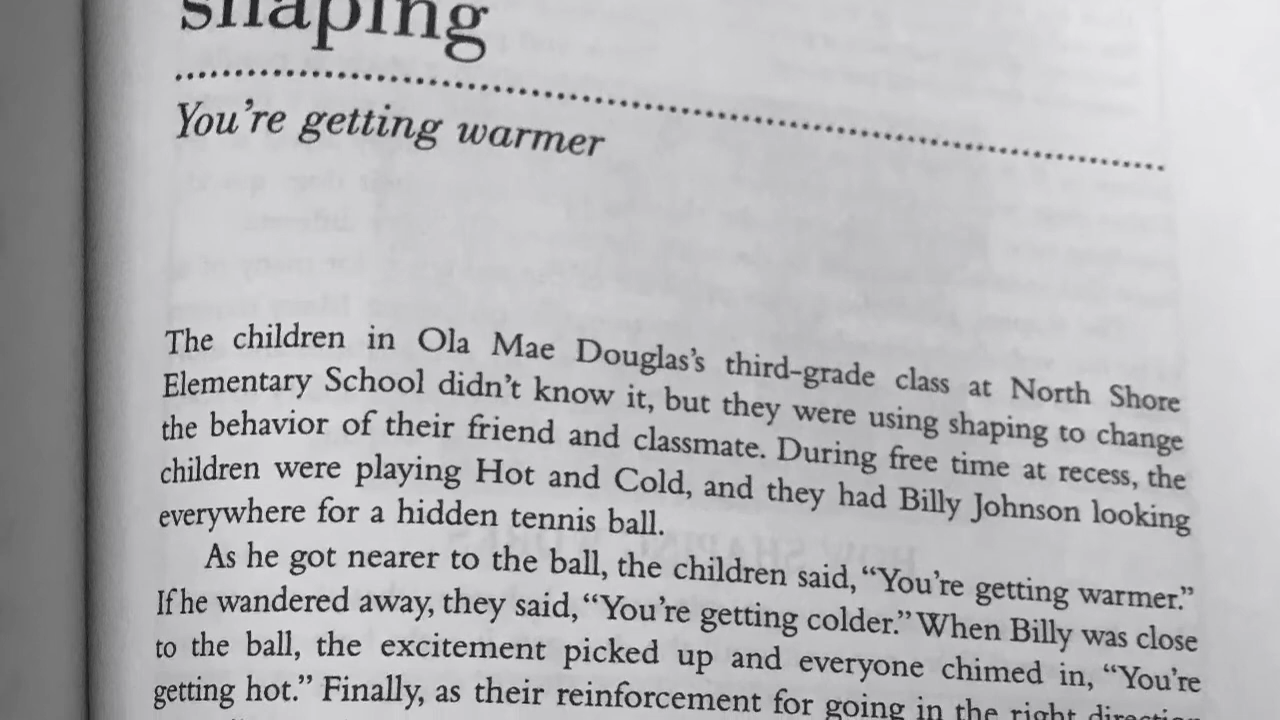 shaping
You're getting warmer
The children in Ola Mae Douglas's third-grade class at North Shore
Elementary School didn't know it, but they were using shaping to change
the behavior of their friend and classmate. During free time at recess, the
children were playing Hot and Cold, and they had Billy Johnson looking
everywhere for a hidden tennis ball.
As he got nearer to the ball, the children said, “You're getting warmer.”
If he wandered away, they said, “You're getting colder.” When Billy was close
to the ball, the excitement picked up and everyone chimed in, “You're
getting hot.” Finally, as their reinforcement for going in the right direction